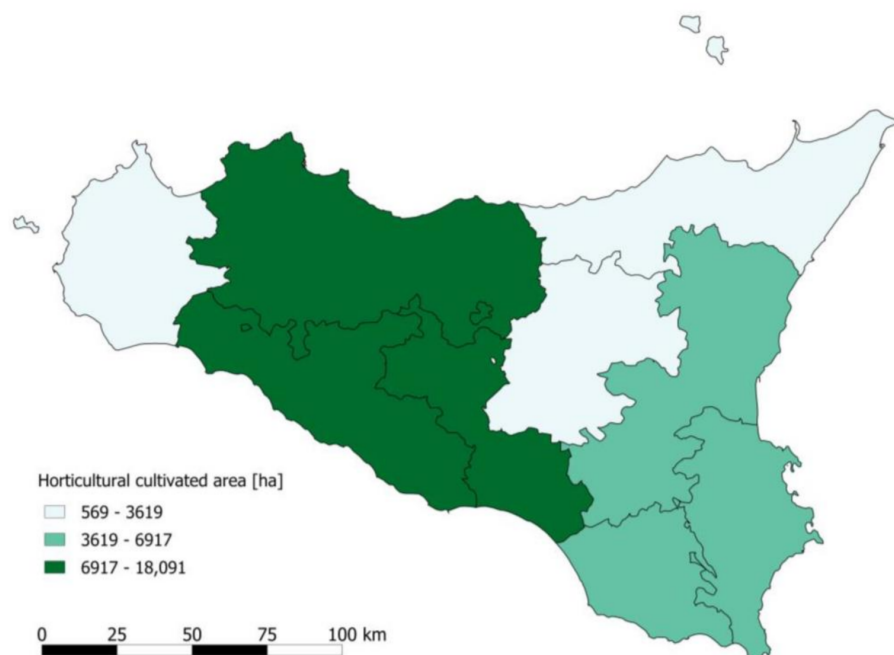 Horticultural cultivated area [ha]
569 - 3619
3619 - 6917
6917 - 18,091
0 25 50 75 100 km